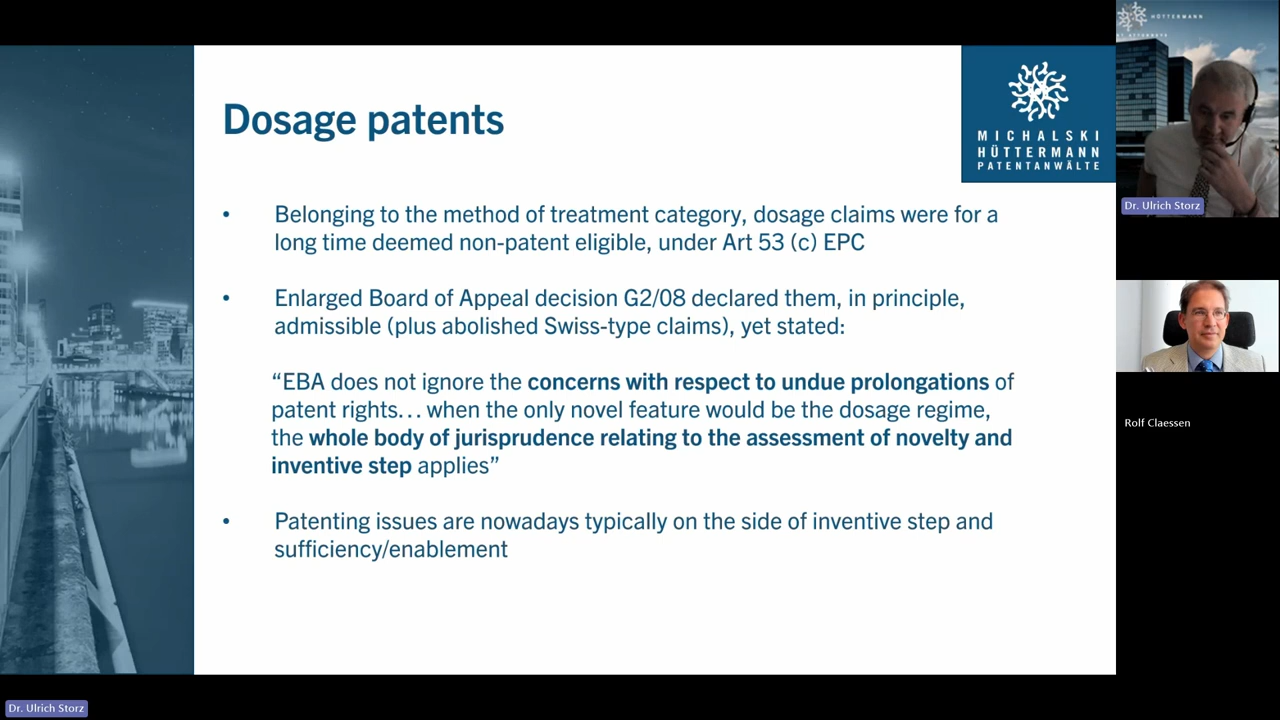 Dosage patents
MICHALSKI
HÜTTERMANN
PATENTANWÄLTE
• Belonging to the method of treatment category, dosage claims were for a
long time deemed non-patent eligible, under Art 53 (c) EPC
• Enlarged Board of Appeal decision G2/08 declared them, in principle,
admissible (plus abolished Swiss-type claims), yet stated:
“EBA does not ignore the concerns with respect to undue prolongations of
patent rights… when the only novel feature would be the dosage regime,
the whole body of jurisprudence relating to the assessment of novelty and
inventive step applies”
• Patenting issues are nowadays typically on the side of inventive step and
sufficiency/enablement
HÜTTERMANN
Dr. Ulrich Storz
Rolf Claessen
Dr. Ulrich Storz